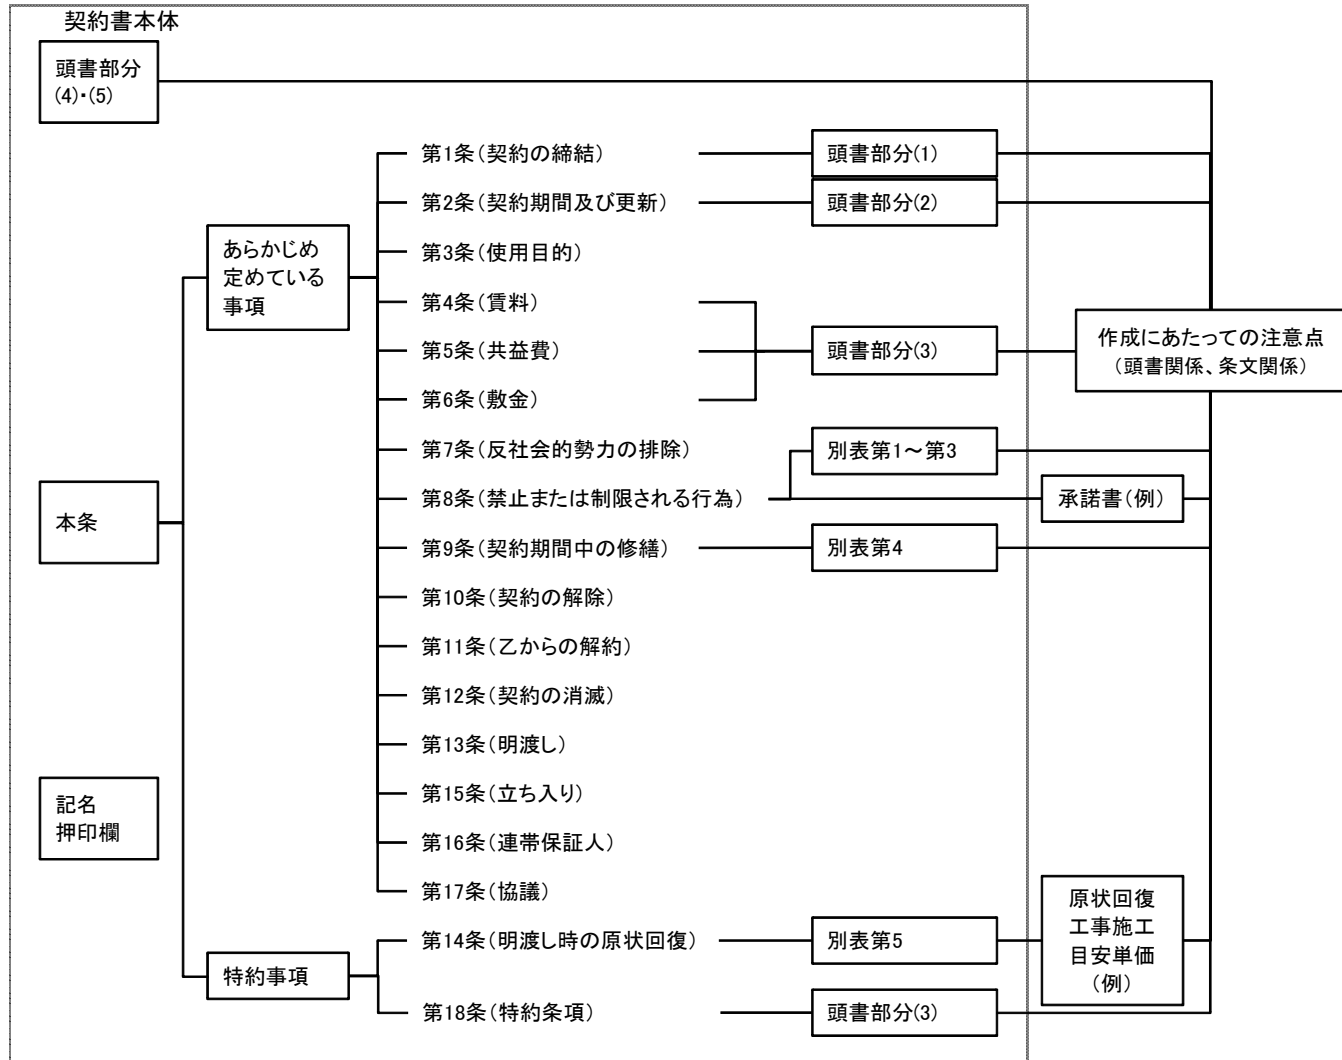 契約書本体
頭書部分
(4)・(5)
第1条(契約の締結)
頭書部分(1)
第2条(契約期間及び更新)
頭書部分(2)
あらかじめ
定めている
事項
第3条(使用目的)
第4条(賃料)
第5条(共益費)
頭書部分(3)
第6条(敷金)
作成にあたっての注意点
(頭書関係、条文関係)
第7条(反社会的勢力の排除)
別表第1～第3
第8条(禁止または制限される行為)
承諾書(例)
本条
第9条(契約期間中の修繕)
別表第4
第10条(契約の解除)
第11条(乙からの解約)
第12条(契約の消滅)
第13条(明渡し)
第15条(立ち入り)
記名
押印欄
第16条(連帯保証人)
第17条(協議)
特約事項
第14条(明渡し時の原状回復)
別表第5
原状回復
工事施工
目安単価
(例)
第18条(特約条項)
頭書部分(3)